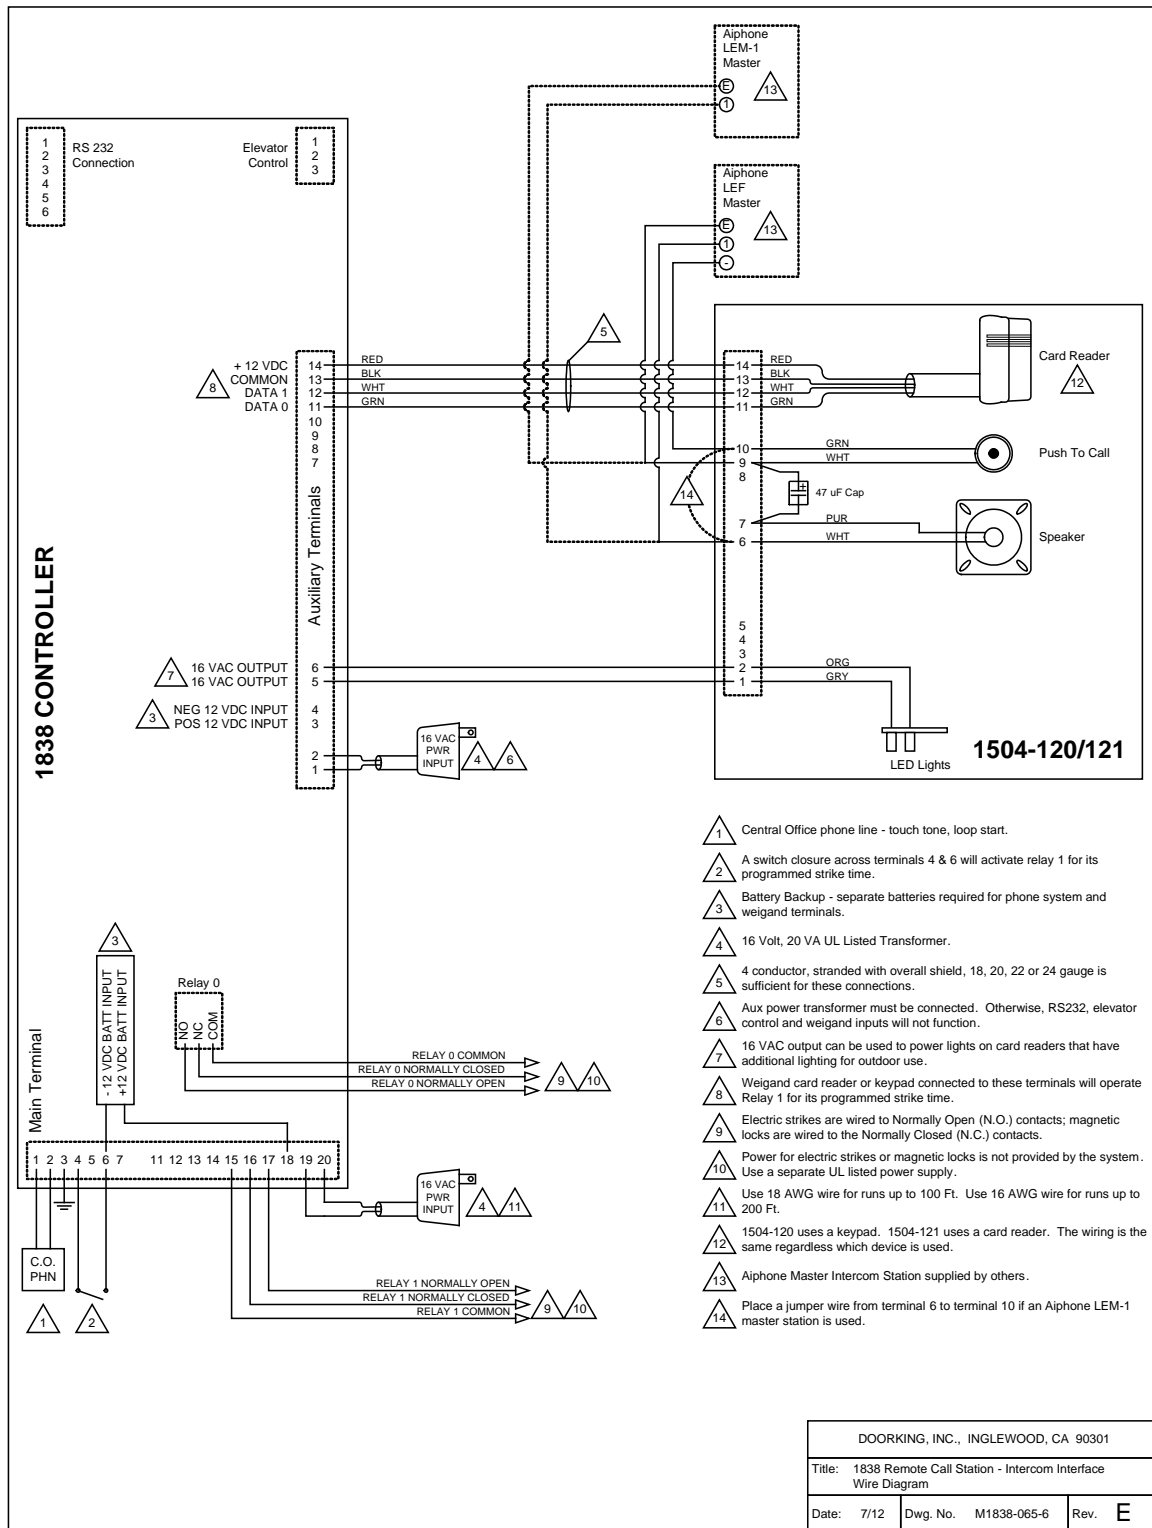 Aiphone
LEM-1
Master
E
1
13
Aiphone
LEF
Master
E
1
-
13
1
2
3
4
5
6
RS 232
Connection
Elevator
Control
1
2
3
5
8
+ 12 VDC
COMMON
DATA 1
DATA 0
14
13
12
11
10
9
8
7
RED
BLK
WHT
GRN
Auxiliary Terminals
1838 CONTROLLER
7
16 VAC OUTPUT
16 VAC OUTPUT
6
5
3
NEG 12 VDC INPUT
POS 12 VDC INPUT
4
3
2
1
16 VAC
PWR
INPUT
4
6
14
13
12
11
10
9
8
7
6
5
4
3
2
1
RED
BLK
WHT
GRN
Card Reader
12
GRN
WHT
Push To Call
14
47 uF Cap
+
PUR
WHT
Speaker
ORG
GRY
LED Lights
1504-120/121
3
- 12 VDC BATT INPUT
+12 VDC BATT INPUT
Relay 0
NO
NC
COM
RELAY 0 COMMON
RELAY 0 NORMALLY CLOSED
RELAY 0 NORMALLY OPEN
9
10
Main Terminal
1 2 3 4 5 6 7 11 12 13 14 15 16 17 18 19 20
16 VAC
PWR
INPUT
4
11
C.O.
PHN
1
2
RELAY 1 NORMALLY OPEN
RELAY 1 NORMALLY CLOSED
RELAY 1 COMMON
9
10
1 Central Office phone line - touch tone, loop start.
2 A switch closure across terminals 4 & 6 will activate relay 1 for its
programmed strike time.
3 Battery Backup - separate batteries required for phone system and
weigand terminals.
4 16 Volt, 20 VA UL Listed Transformer.
5 4 conductor, stranded with overall shield, 18, 20, 22 or 24 gauge is
sufficient for these connections.
6 Aux power transformer must be connected. Otherwise, RS232, elevator
control and weigand inputs will not function.
7 16 VAC output can be used to power lights on card readers that have
additional lighting for outdoor use.
8 Weigand card reader or keypad connected to these terminals will operate
Relay 1 for its programmed strike time.
9 Electric strikes are wired to Normally Open (N.O.) contacts; magnetic
locks are wired to the Normally Closed (N.C.) contacts.
10 Power for electric strikes or magnetic locks is not provided by the system.
Use a separate UL listed power supply.
11 Use 18 AWG wire for runs up to 100 Ft. Use 16 AWG wire for runs up to
200 Ft.
12 1504-120 uses a keypad. 1504-121 uses a card reader. The wiring is the
same regardless which device is used.
13 Aiphone Master Intercom Station supplied by others.
14 Place a jumper wire from terminal 6 to terminal 10 if an Aiphone LEM-1
master station is used.
DOORKING, INC., INGLEWOOD, CA 90301
Title: 1838 Remote Call Station - Intercom Interface
Wire Diagram
Date: 7/12 Dwg. No. M1838-065-6 Rev. E